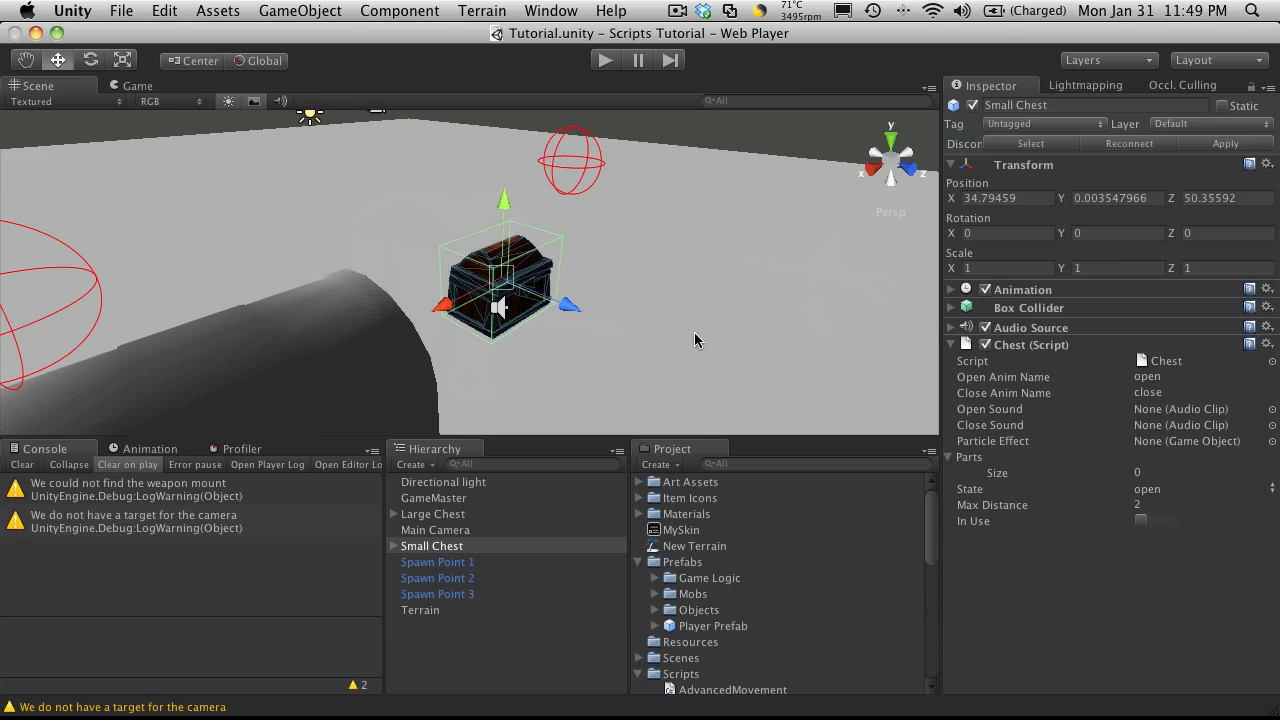 Unity File Edit Assets GameObject Component Terrain Window Help 71°C 3495rpm (Charged) Mon Jan 31 11:49 PM
Tutorial.unity – Scripts Tutorial – Web Player
Center Global Layers Layout
Scene Game
Textured RGB All
y
x z
Persp
Inspector Lightmapping Occl. Culling
Small Chest Static
Tag Untagged Layer Default
Discon Select Reconnect Apply
Transform
Position
X 34.79459 Y 0.003547966 Z 50.35592
Rotation
X 0 Y 0 Z 0
Scale
X 1 Y 1 Z 1
Animation
Box Collider
Audio Source
Chest (Script)
Script Chest
Open Anim Name open
Close Anim Name close
Open Sound None (Audio Clip)
Close Sound None (Audio Clip)
Particle Effect None (Game Object)
Parts
Size 0
State open
Max Distance 2
In Use
Console Animation Profiler
Clear Collapse Clear on play Error pause Open Player Log Open Editor Lo
We could not find the weapon mount
UnityEngine.Debug:LogWarning(Object)
We do not have a target for the camera
UnityEngine.Debug:LogWarning(Object)
2
We do not have a target for the camera
Hierarchy
Create All
Directional light
GameMaster
Large Chest
Main Camera
Small Chest
Spawn Point 1
Spawn Point 2
Spawn Point 3
Terrain
Project
Create All
Art Assets
Item Icons
Materials
MySkin
New Terrain
Prefabs
Game Logic
Mobs
Objects
Player Prefab
Resources
Scenes
Scripts
AdvancedMovement